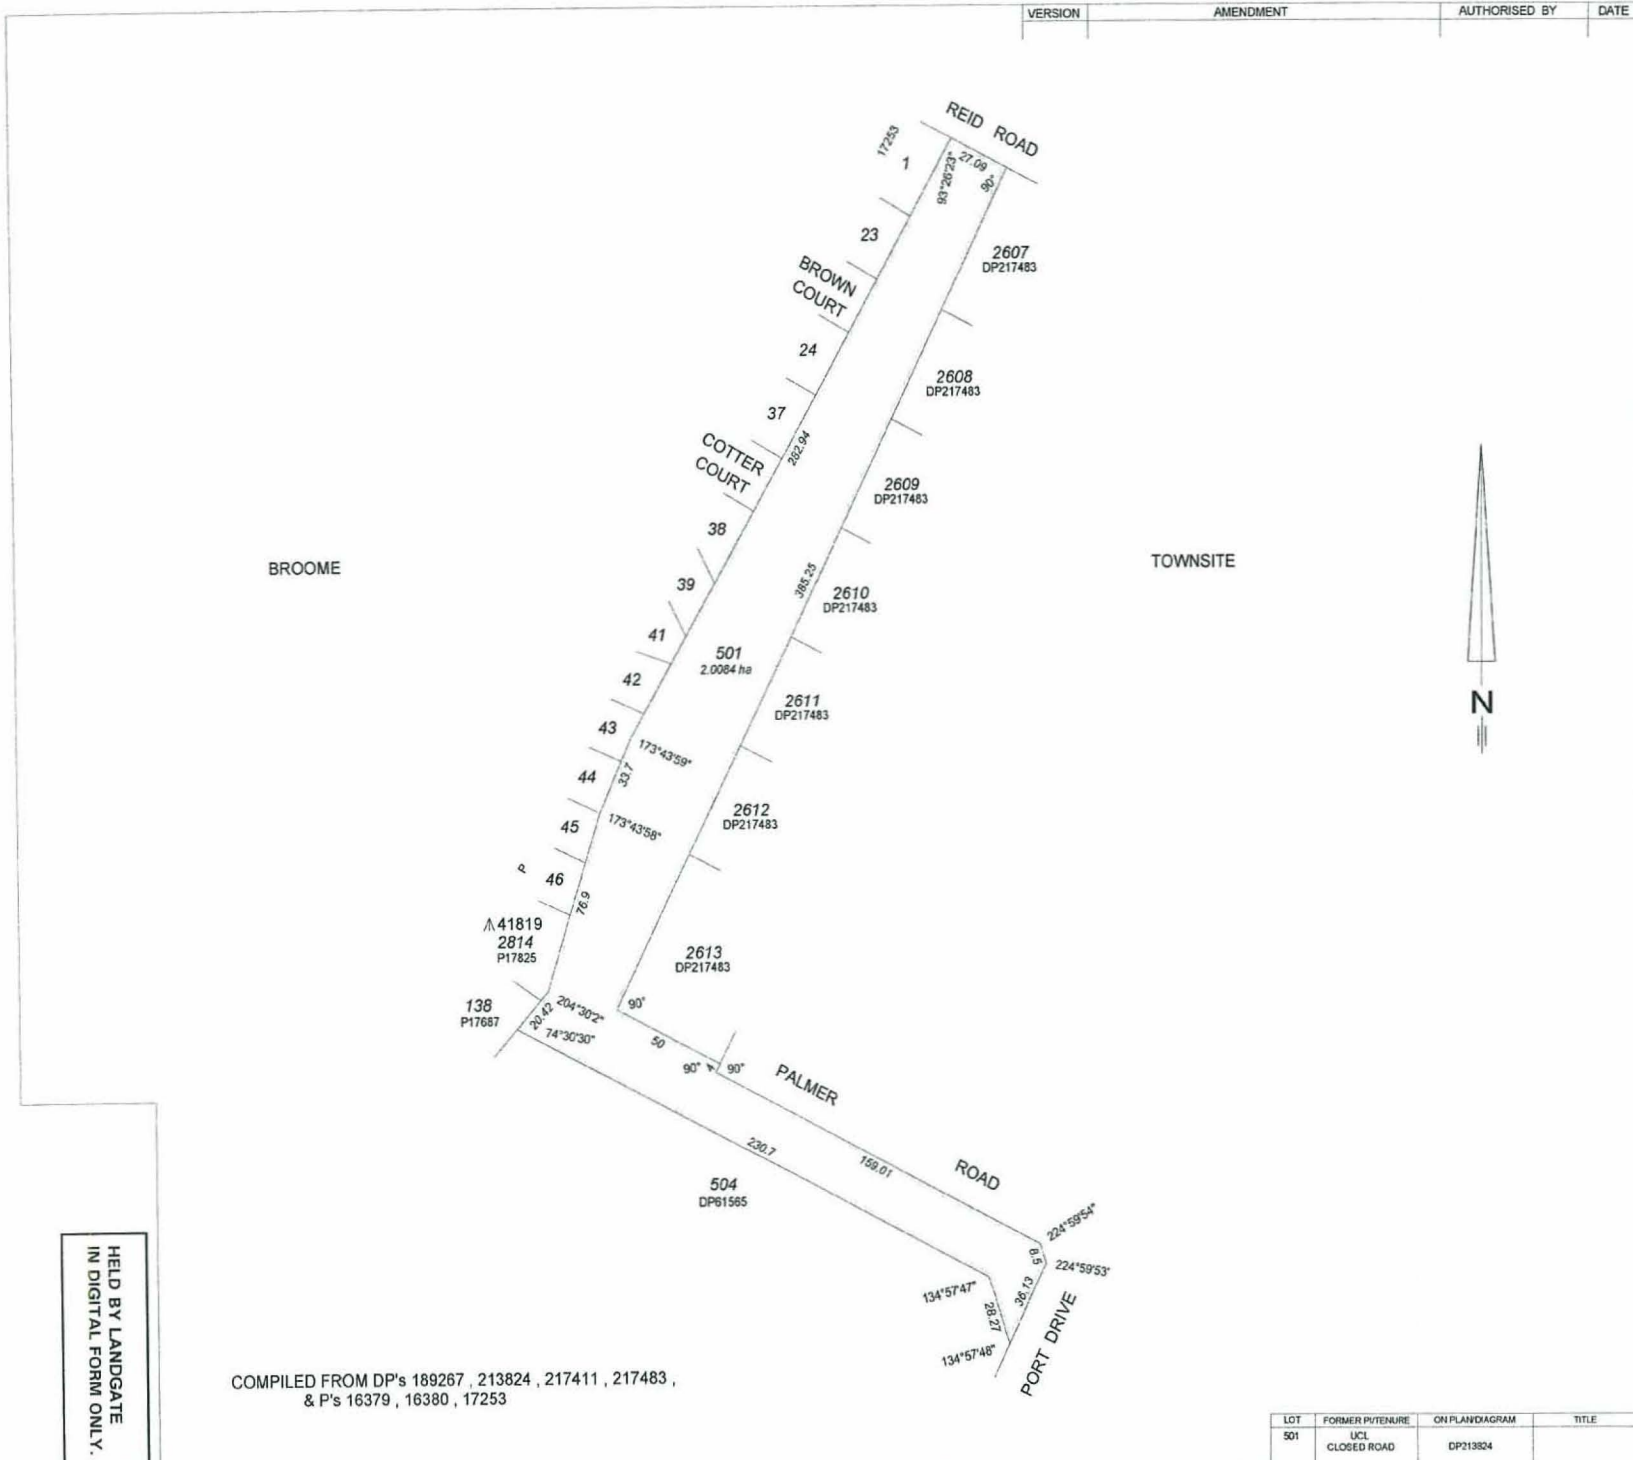 VERSION AMENDMENT AUTHORISED BY DATE
REID ROAD
17253
1
27.09
93°26'23"
90°
23
2607
DP217483
BROWN
COURT
24
2608
DP217483
37
282.94
COTTER
COURT
2609
DP217483
38
BROOME
TOWNSITE
39
385.25
2610
DP217483
41
501
2.0084 ha
42
2611
DP217483
N
43
173°43'59"
44
33.7
2612
DP217483
45
173°43'58"
P
46
76.9
41819
2814
P17825
2613
DP217483
138
P17687
20.42
204°30'2"
90°
74°30'30"
50
90°
4
90°
PALMER
230.7
159.01
ROAD
504
DP61565
224°59'54"
8.5
224°59'53"
134°57'47"
28.27
36.13
134°57'48"
PORT DRIVE
HELD BY LANDGATE
IN DIGITAL FORM ONLY.
COMPILED FROM DP's 189267 , 213824 , 217411 , 217483 ,
& P's 16379 , 16380 , 17253
LOT FORMER PI/TENURE ON PLAN/DIAGRAM TITLE
501 UCL
CLOSED ROAD DP213824